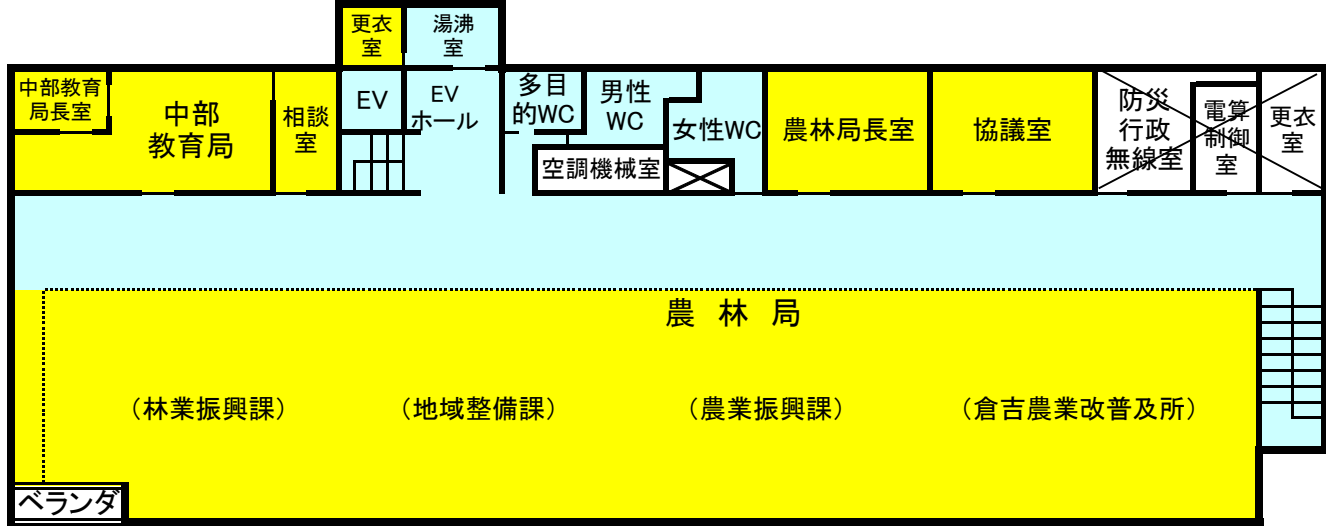 更衣
室
湯沸
室
中部教育
局長室
中部
教育局
相談
室
EV
EV
ホール
多目
的WC
男性
WC
女性WC
空調機械室
農林局長室
協議室
防災
行政
無線室
電算
制御
室
更衣
室
農 林 局
（林業振興課）
（地域整備課）
（農業振興課）
（倉吉農業改普及所）
ベランダ